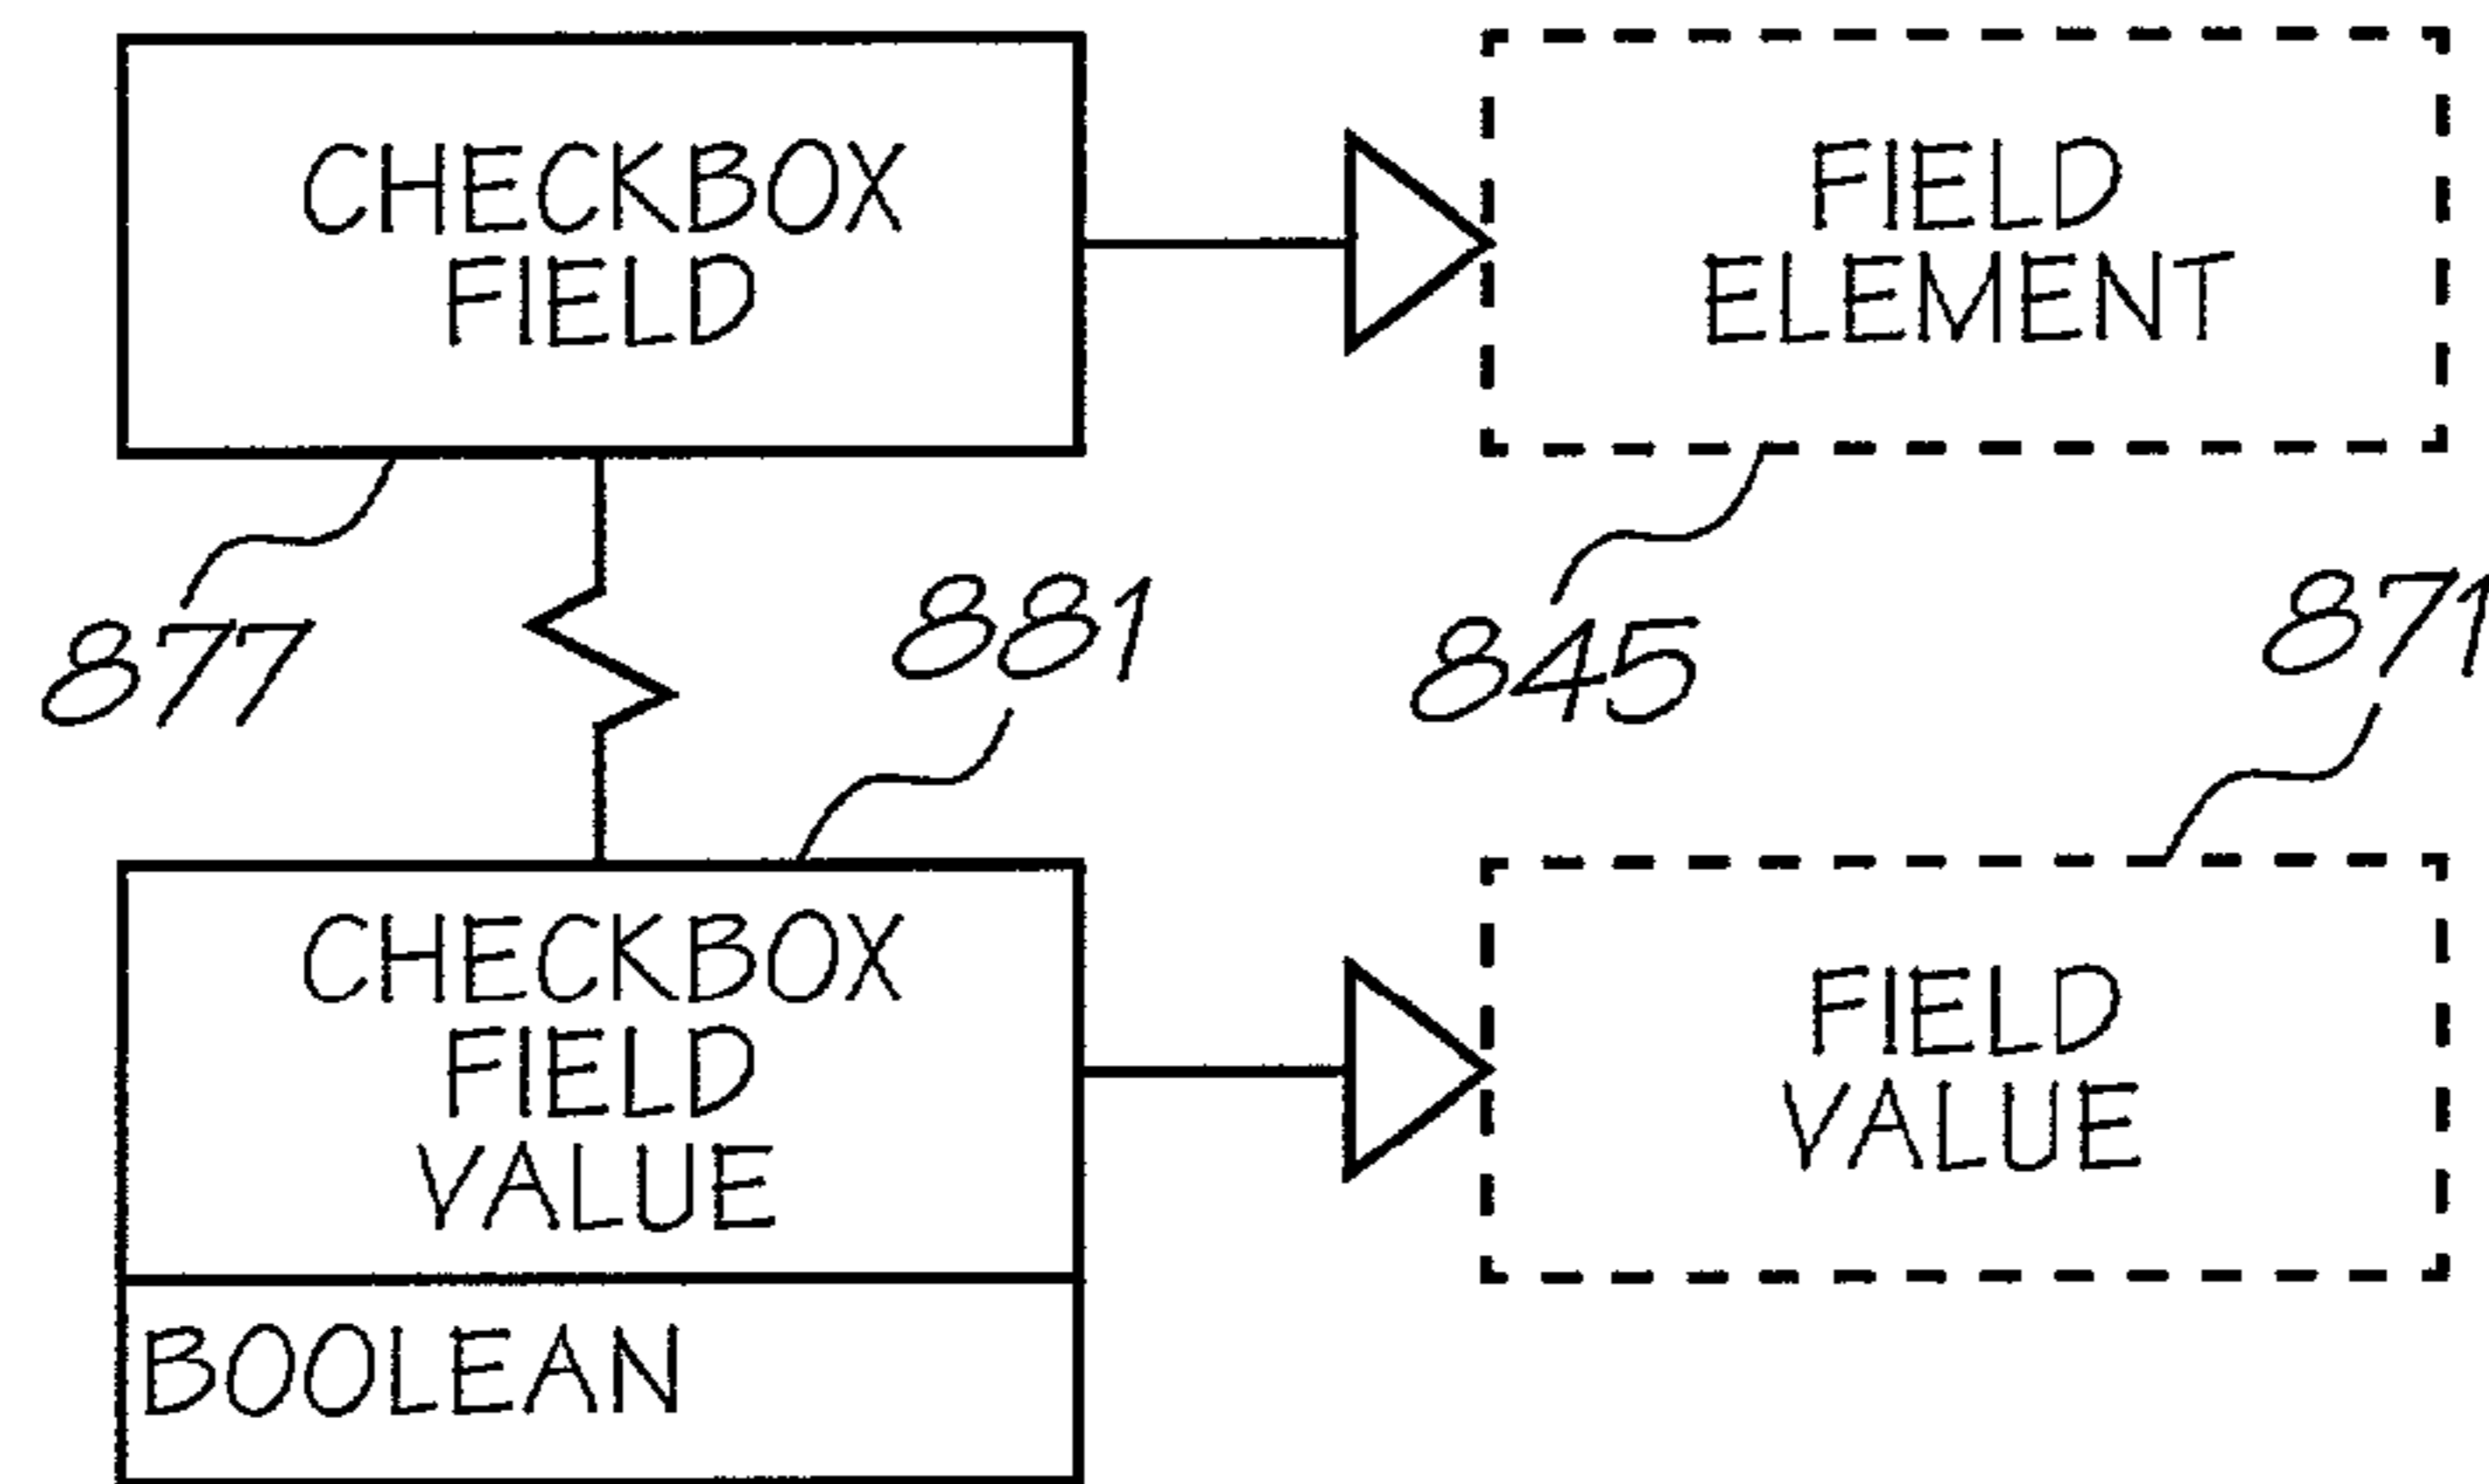 CHECKBOX
FIELD
FIELD
ELEMENT
877
881
845
871
CHECKBOX
FIELD
VALUE
FIELD
VALUE
BOOLEAN